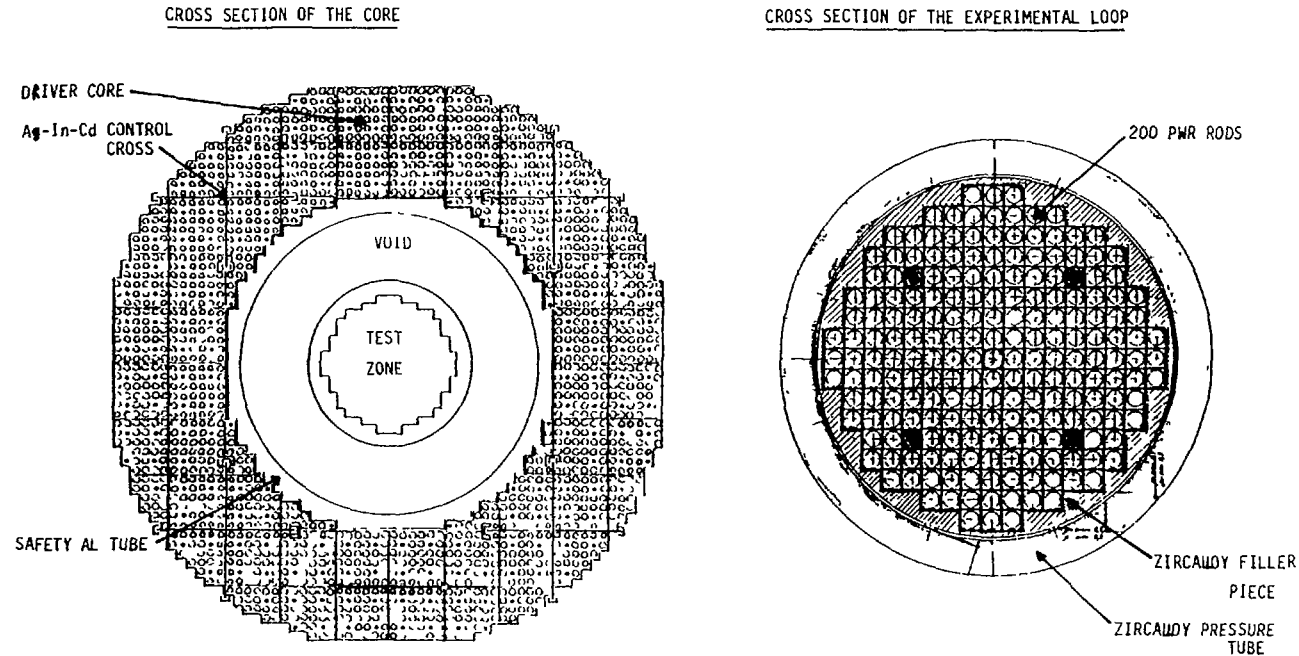 CROSS SECTION OF THE CORE
CROSS SECTION OF THE EXPERIMENTAL LOOP
DRIVER CORE
Ag-In-Cd CONTROL
CROSS
VOID
TEST
ZONE
SAFETY AL TUBE
200 PWR RODS
ZIRCALLOY FILLER
PIECE
ZIRCALLOY PRESSURE
TUBE